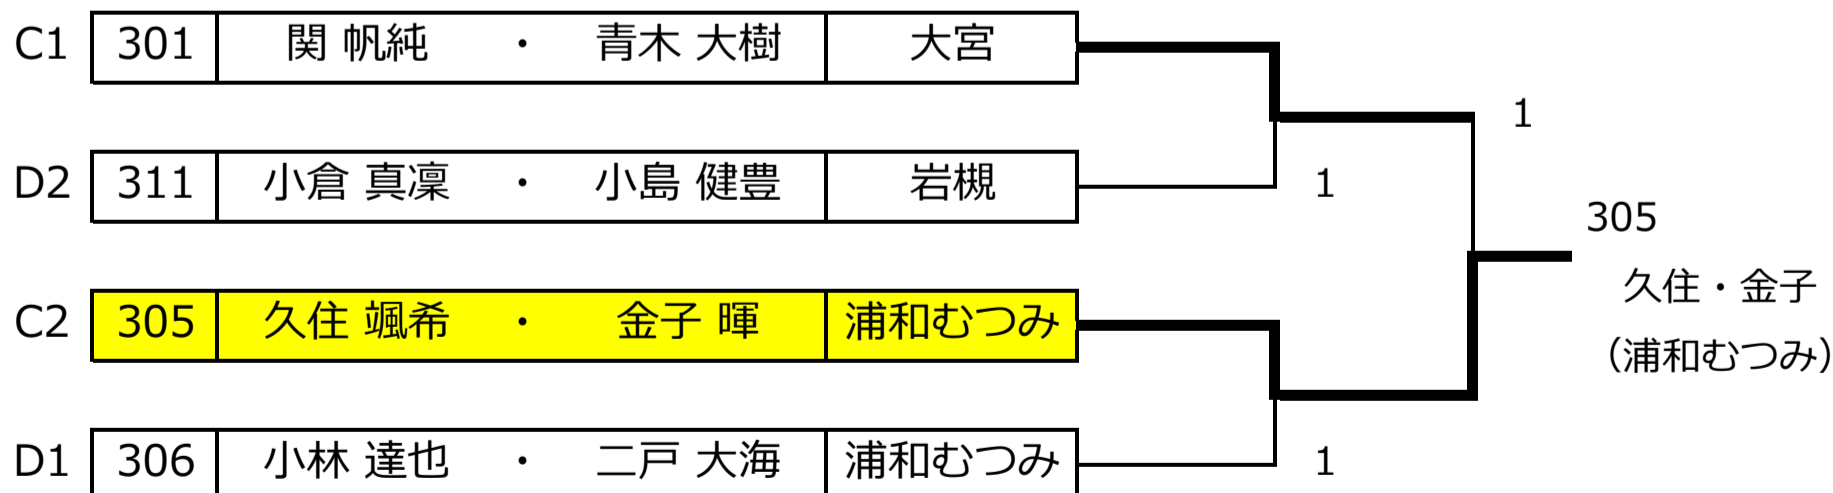 C1 301 関 帆純 ・ 青木 大樹 大宮
1
D2 311 小倉 真凜 ・ 小島 健豊 岩槻 1
305
久住・金子
C2 305 久住 颯希 ・ 金子 暉 浦和むつみ
（浦和むつみ）
D1 306 小林 達也 ・ 二戸 大海 浦和むつみ 1